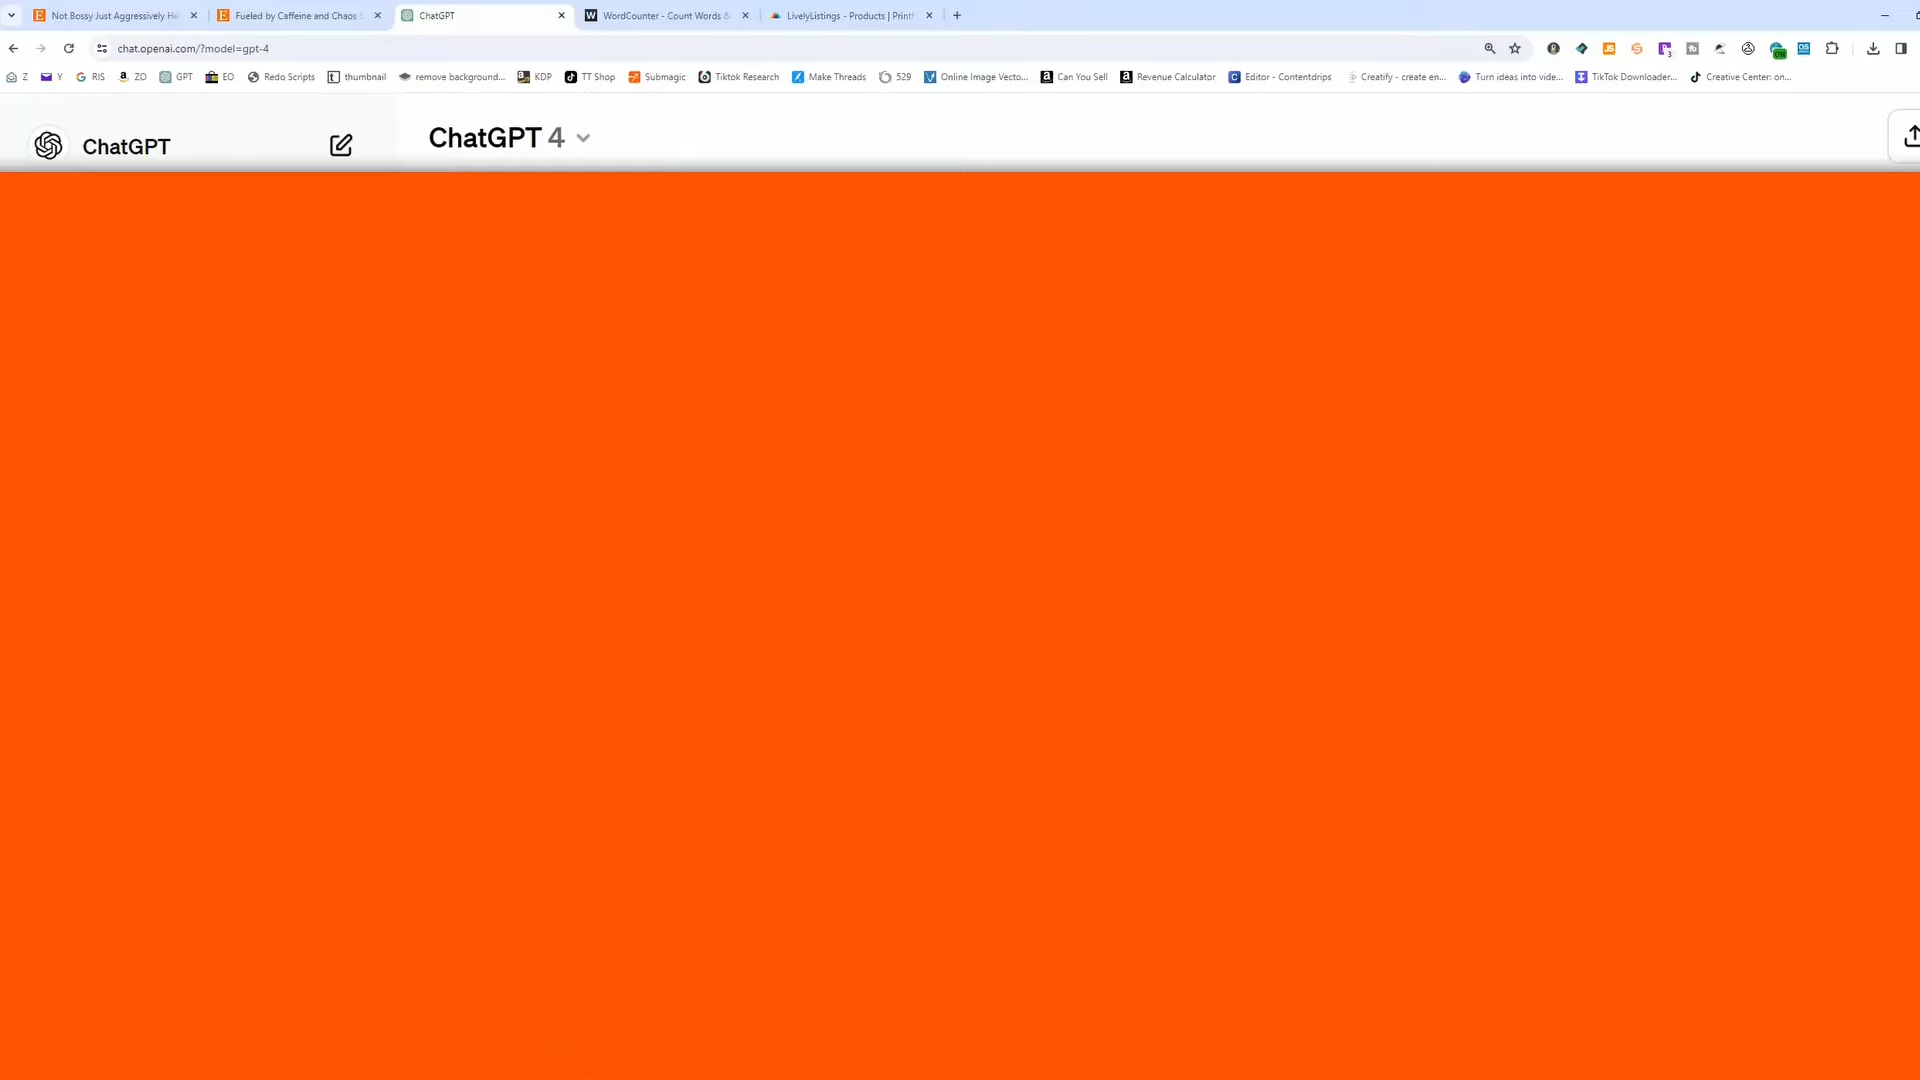 Not Bossy Just Aggressively He
Fueled by Caffeine and Chaos S
ChatGPT
WordCounter - Count Words &
LivelyListings - Products | Printf
chat.openai.com/?model=gpt-4
Z
Y
RIS
ZO
GPT
EO
Redo Scripts
thumbnail
remove background...
KDP
TT Shop
Submagic
Tiktok Research
Make Threads
529
Online Image Vecto...
Can You Sell
Revenue Calculator
Editor - Contentdrips
Creatify - create en...
Turn ideas into vide...
TikTok Downloader...
Creative Center: on...
ChatGPT
ChatGPT 4